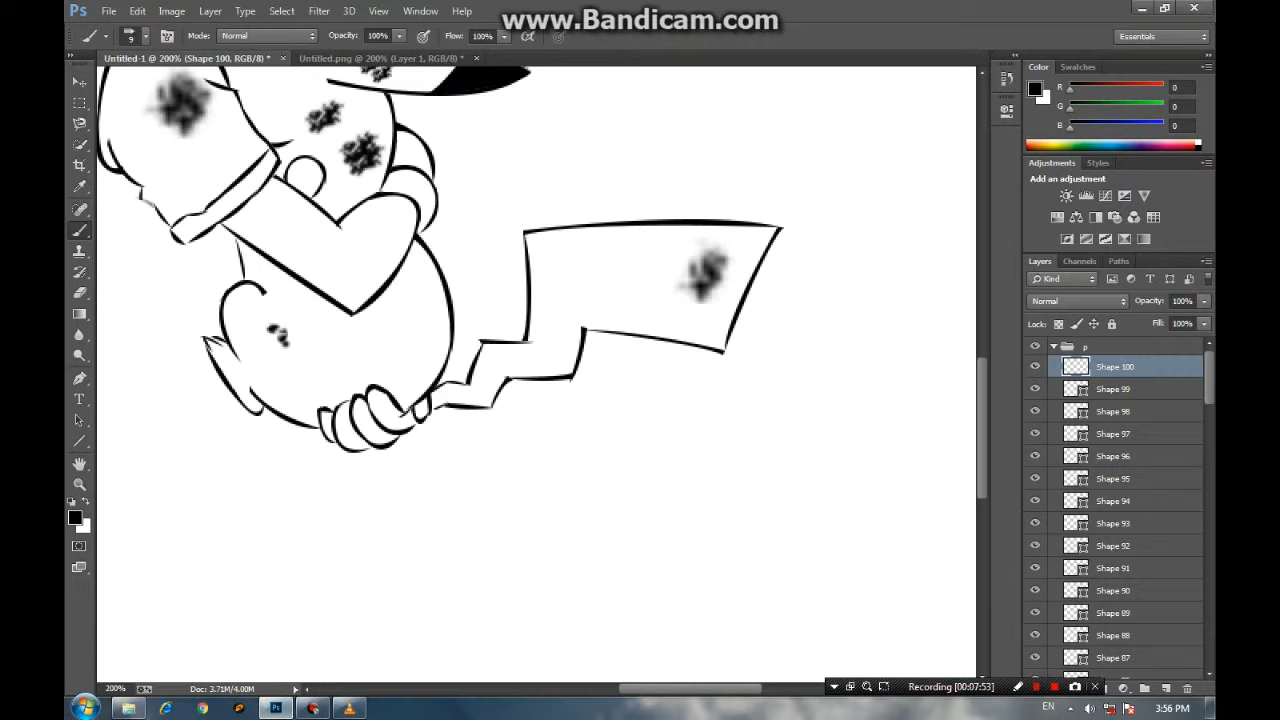 www.Bandicam.com
Ps File Edit Image Layer Type Select Filter 3D View Window Help
9 Mode: Normal Opacity: 100% Flow: 100% Essentials
Untitled-1 @ 200% (Shape 100, RGB/8) * × Untitled.png @ 200% (Layer 1, RGB/8) * ×
Color Swatches
R 0
G 0
B 0
Adjustments Styles
Add an adjustment
Layers Channels Paths
Kind
Normal Opacity: 100%
Lock: Fill: 100%
p
Shape 100
Shape 99
Shape 98
Shape 97
Shape 96
Shape 95
Shape 94
Shape 93
Shape 92
Shape 91
Shape 90
Shape 89
Shape 88
Shape 87
200% Doc: 3.71M/4.00M
Recording [00:07:53]
Ps EN 3:56 PM